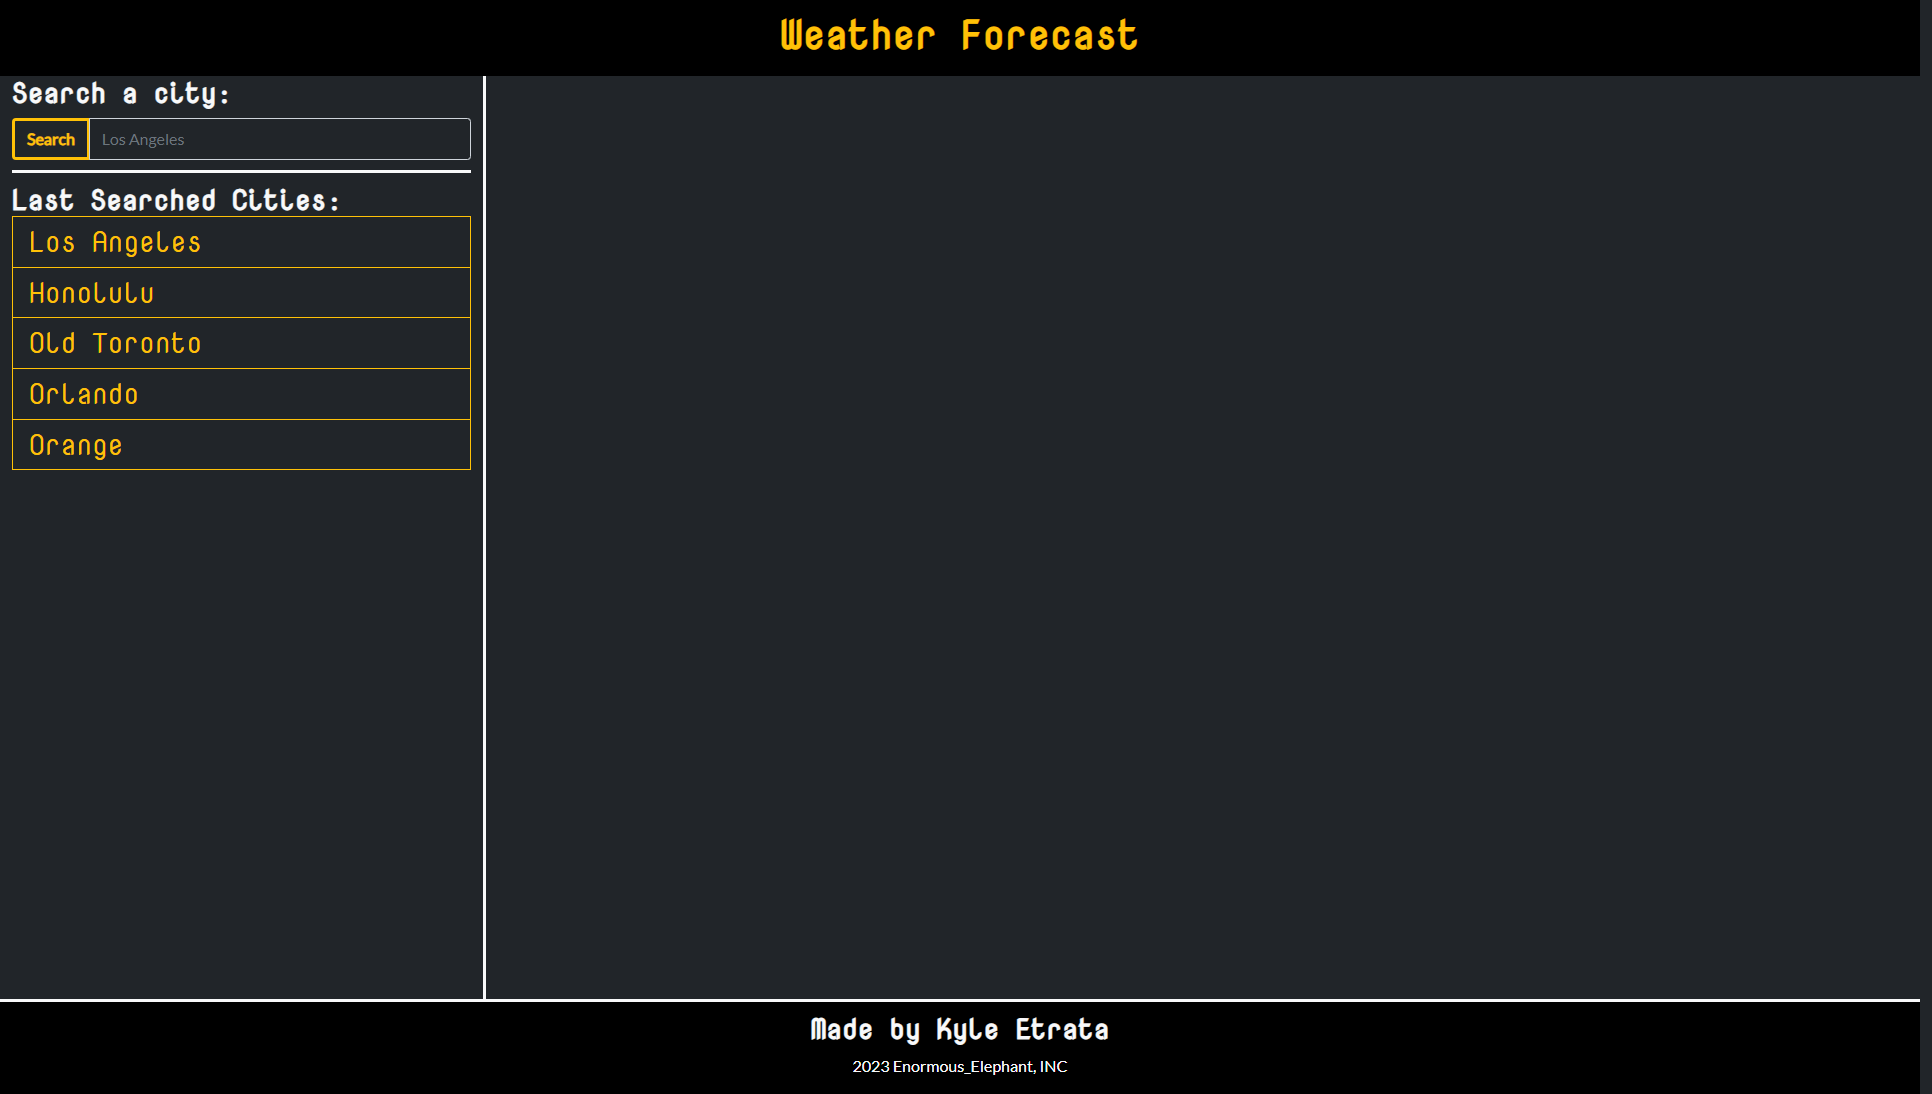 Weather Forecast
Search a city:
Search Los Angeles
Last Searched Cities:
Los Angeles
Honolulu
Old Toronto
Orlando
Orange
Made by Kyle Etrata
2023 Enormous_Elephant, INC